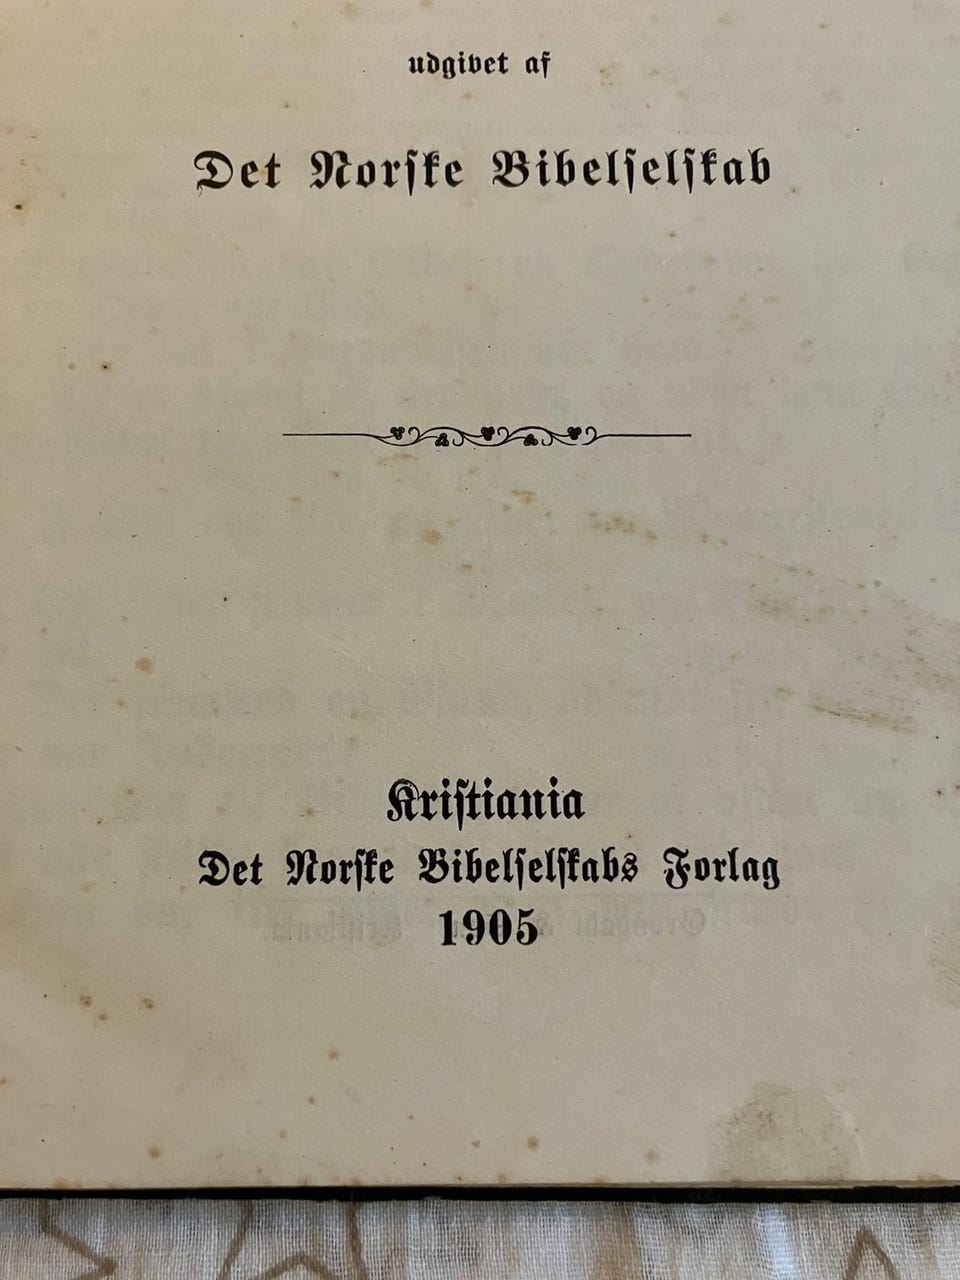 udgivet af
Det Norſke Bibelſelſkab
Kriſtiania
Det Norſke Bibelſelſkabs Forlag
1905